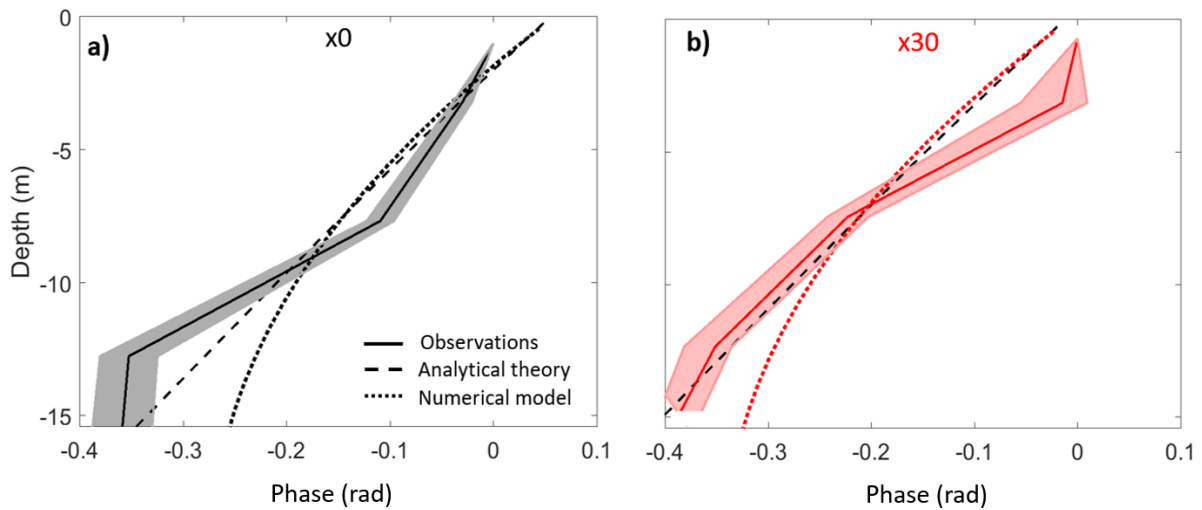 a)
x0
0
-5
-10
-15
Depth (m)
Observations
Analytical theory
Numerical model
-0.4 -0.3 -0.2 -0.1 0 0.1
Phase (rad)
b)
x30
-0.4 -0.3 -0.2 -0.1 0 0.1
Phase (rad)